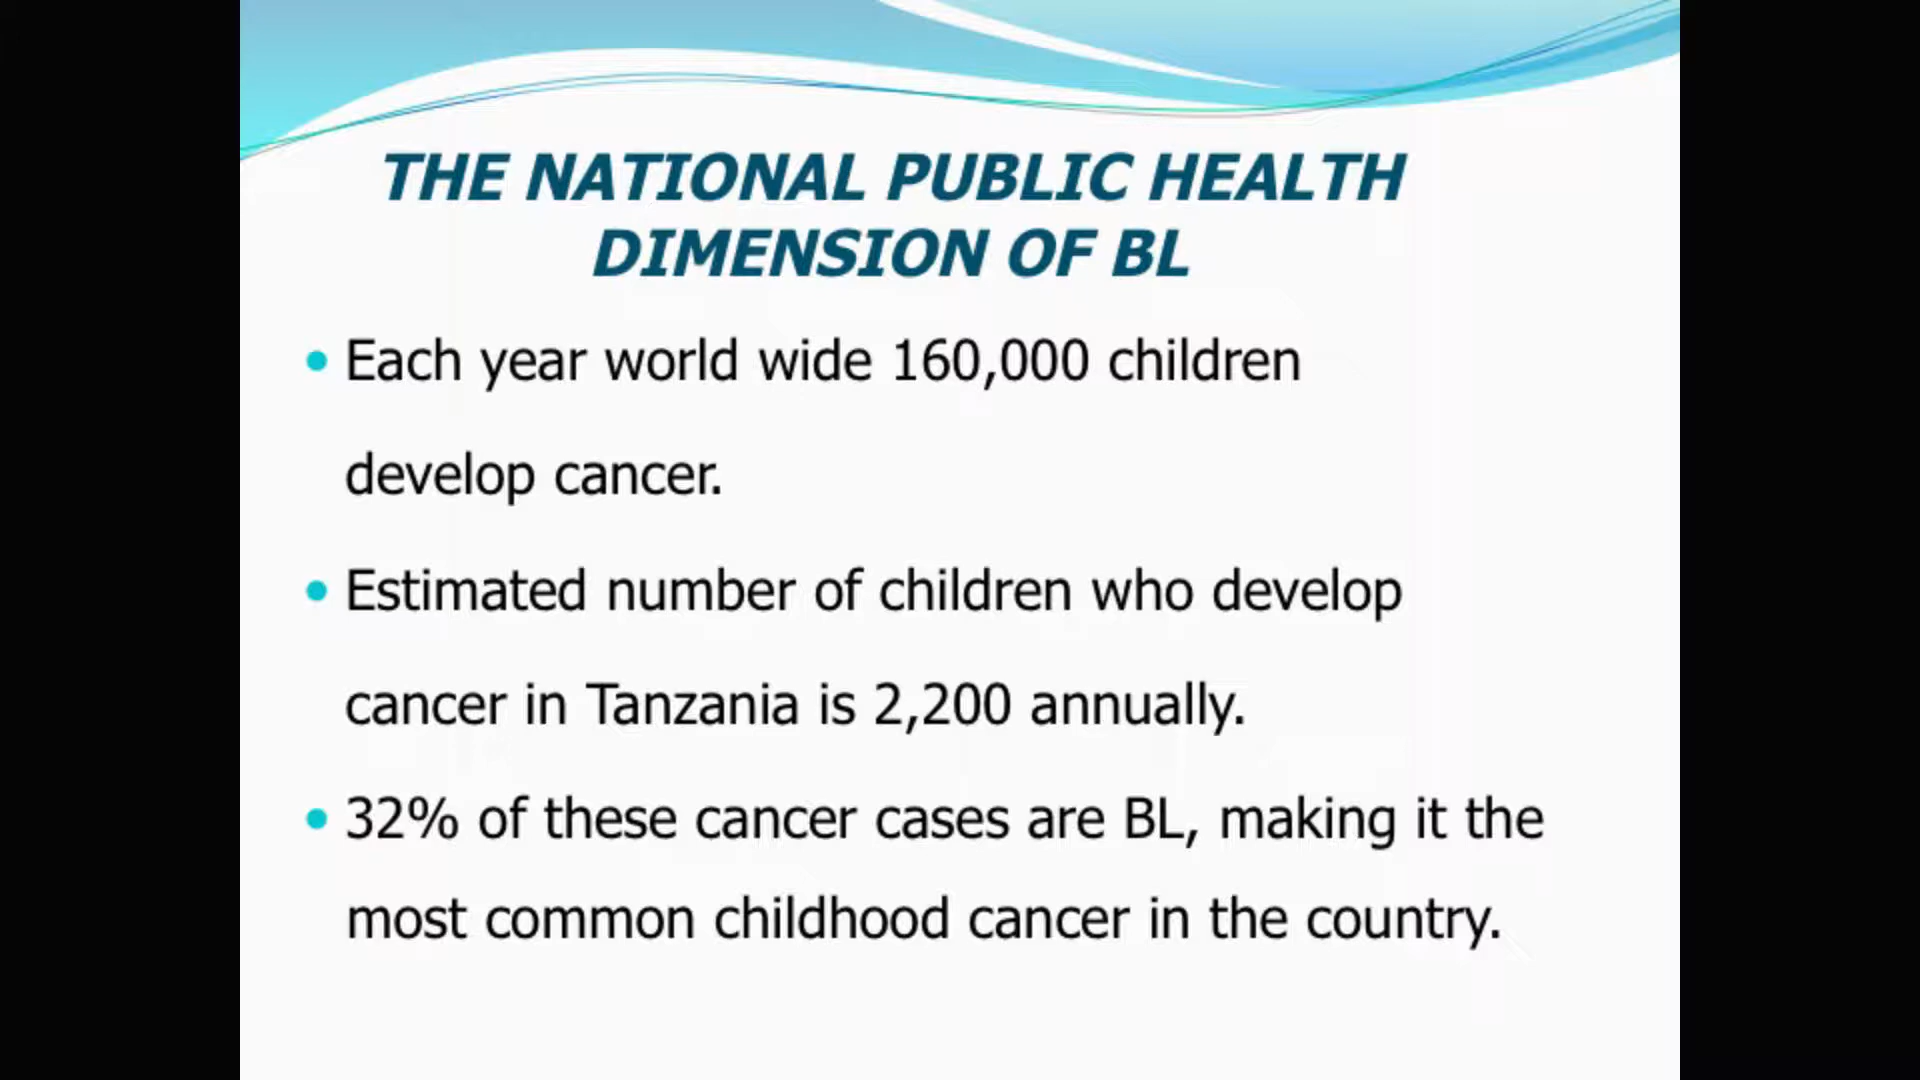 THE NATIONAL PUBLIC HEALTH
DIMENSION OF BL
• Each year world wide 160,000 children
develop cancer.
• Estimated number of children who develop
cancer in Tanzania is 2,200 annually.
• 32% of these cancer cases are BL, making it the
most common childhood cancer in the country.